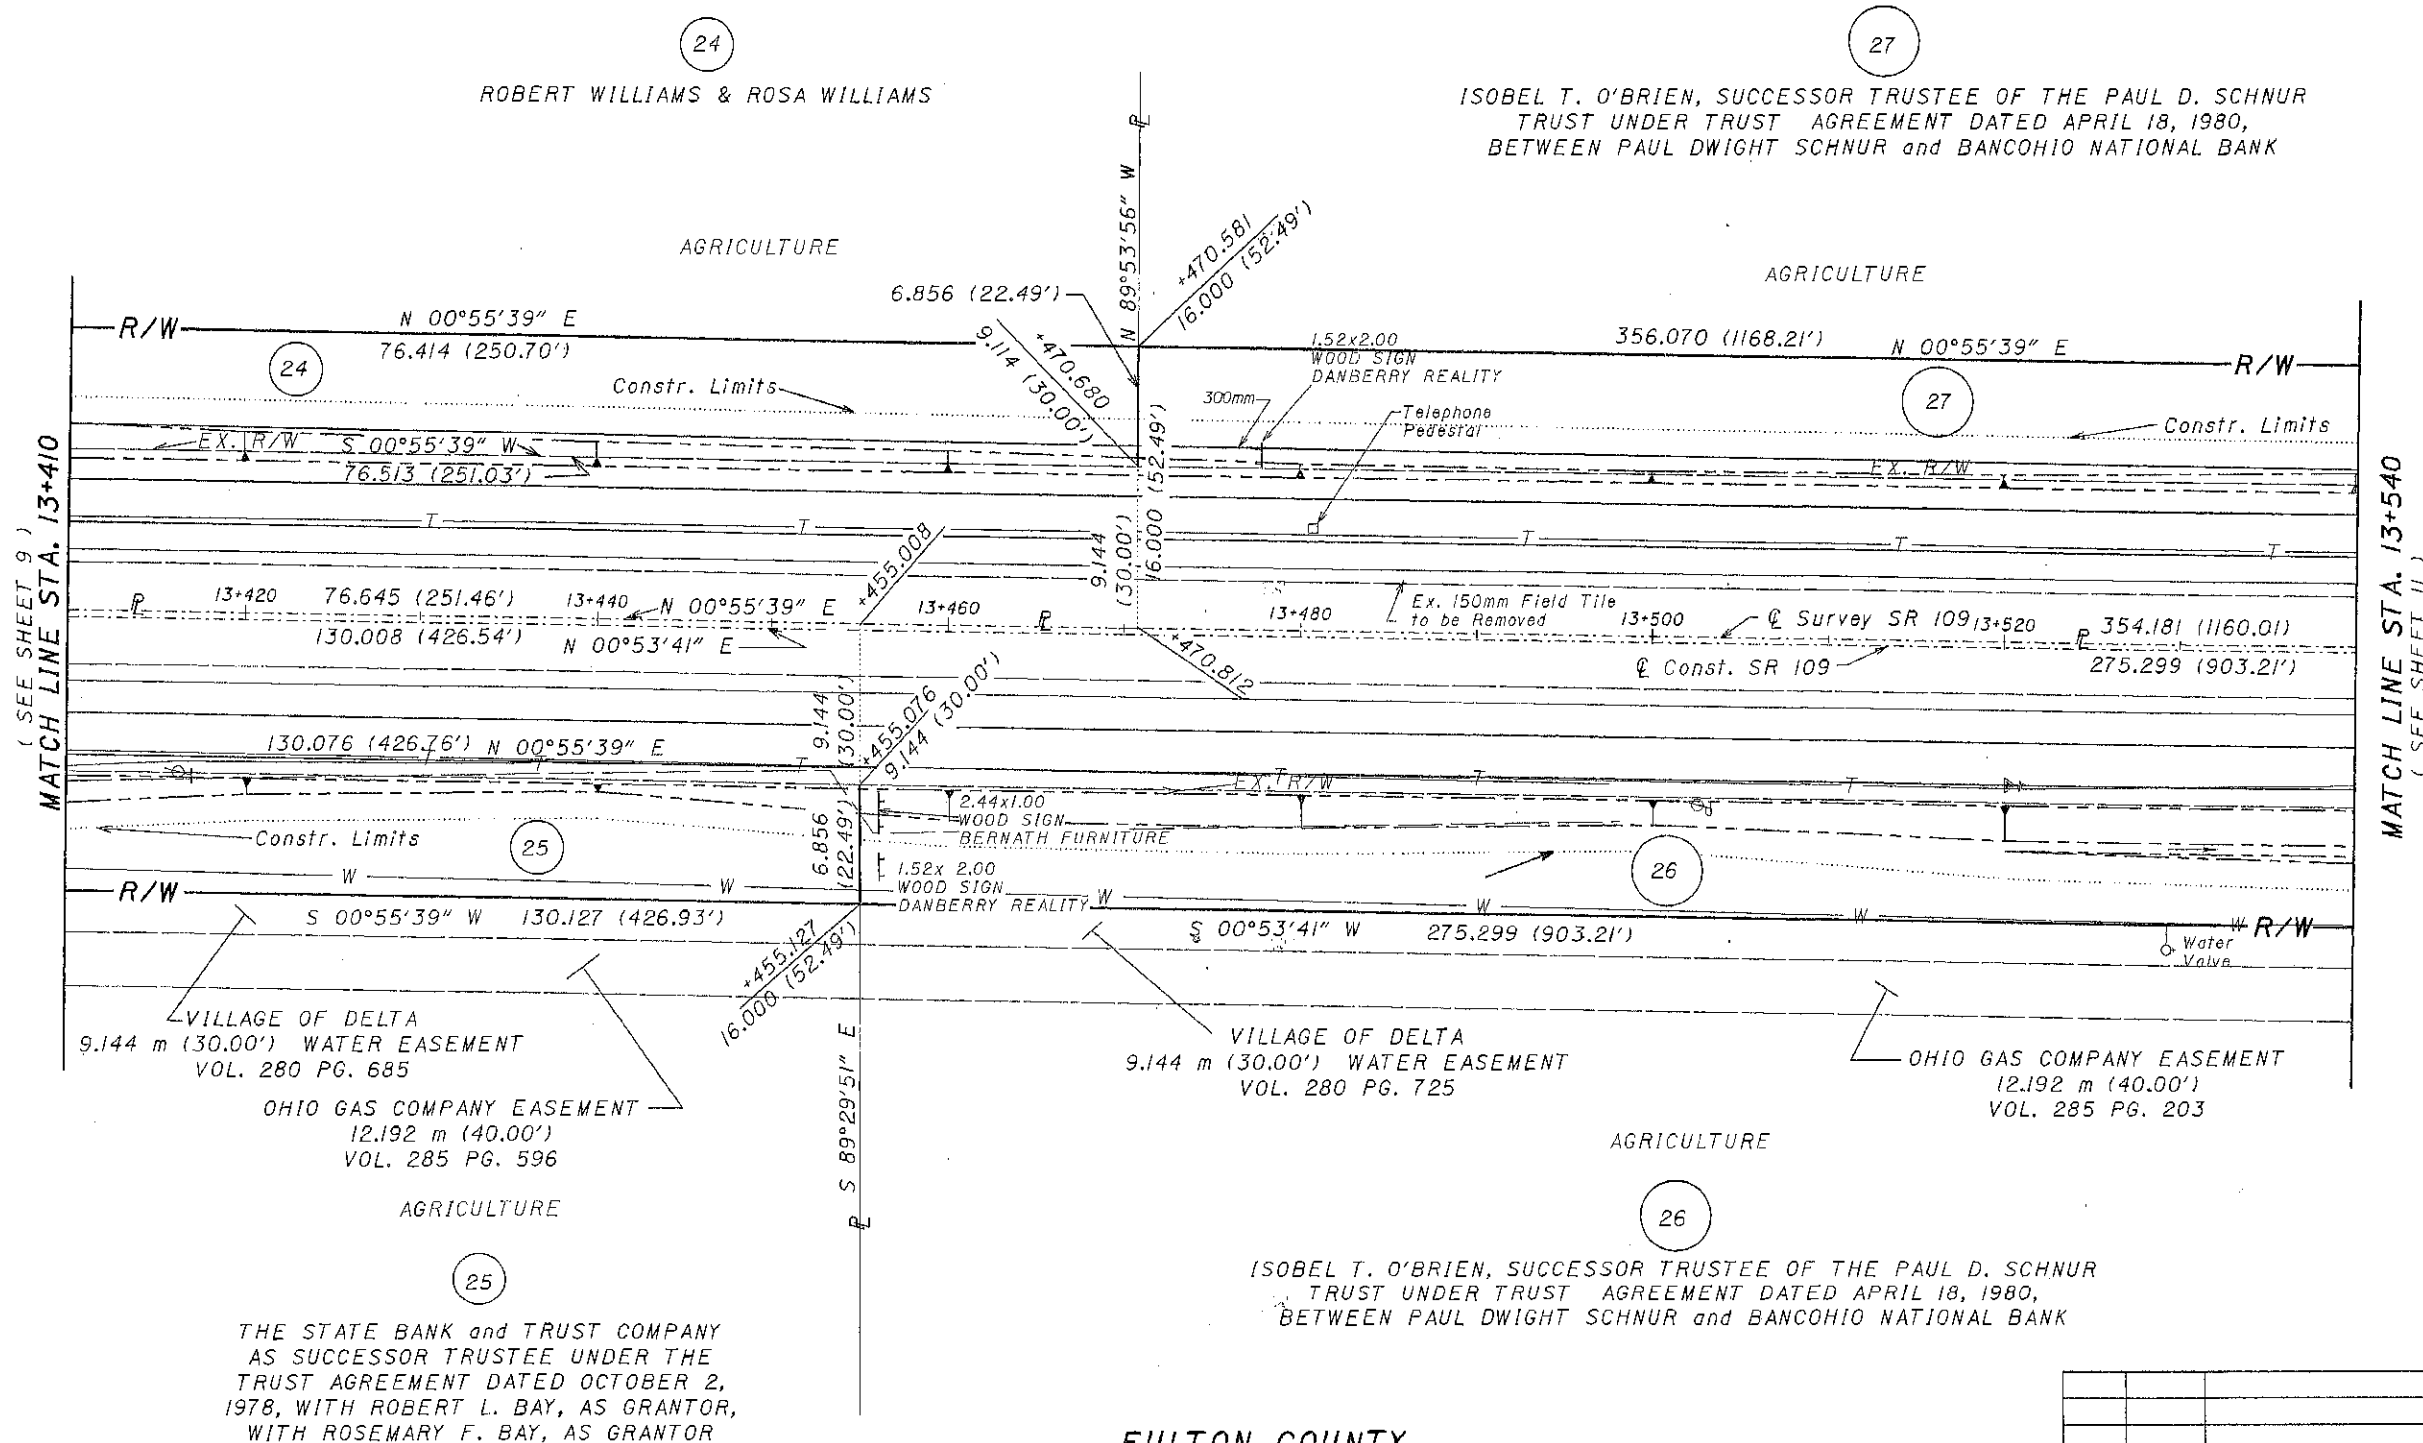 24
ROBERT WILLIAMS & ROSA WILLIAMS
27
ISOBEL T. O'BRIEN, SUCCESSOR TRUSTEE OF THE PAUL D. SCHNUR
TRUST UNDER TRUST AGREEMENT DATED APRIL 18, 1980,
BETWEEN PAUL DWIGHT SCHNUR and BANCOHIO NATIONAL BANK
AGRICULTURE
AGRICULTURE
N 89°53'56" W
PL
+470.581
16.000 (52.49')
6.856 (22.49')
+470.680
9.114 (30.00')
R/W
N 00°55'39" E
76.414 (250.70')
24
Constr. Limits
1.52x2.00
WOOD SIGN
DANBERRY REALITY
300mm
Telephone
Pedestal
356.070 (1168.21')
N 00°55'39" E
R/W
27
Constr. Limits
EX. R/W
S 00°55'39" W
76.513 (251.03')
EX. R/W
T
T
T
T
T
9.144
(30.00')
16.000 (52.49')
+455.008
(SEE SHEET 9)
MATCH LINE STA. 13+410
MATCH LINE STA. 13+540
(SEE SHEET 11)
PL
13+420
76.645 (251.46')
13+440
N 00°55'39" E
13+460
PL
13+480
Ex. 150mm Field Tile
to be Removed
13+500
CL Survey SR 109
13+520
PL
354.181 (1160.01)
130.008 (426.54')
N 00°53'41" E
+470.812
CL Const. SR 109
275.299 (903.21')
9.144
(30.00')
+455.076
9.144 (30.00')
130.076 (426.76')
N 00°55'39" E
T
T
T
EX. R/W
T
T
T
2.44x1.00
WOOD SIGN
BERNATH FURNITURE
6.856
(22.49')
Constr. Limits
25
26
1.52x 2.00
WOOD SIGN
DANBERRY REALITY
R/W
W
W
W
W
W
W
R/W
S 00°55'39" W
130.127 (426.93')
S 00°53'41" W
275.299 (903.21')
Water
Valve
+455.127
16.000 (52.49')
VILLAGE OF DELTA
9.144 m (30.00') WATER EASEMENT
VOL. 280 PG. 685
VILLAGE OF DELTA
9.144 m (30.00') WATER EASEMENT
VOL. 280 PG. 725
OHIO GAS COMPANY EASEMENT
12.192 m (40.00')
VOL. 285 PG. 203
OHIO GAS COMPANY EASEMENT
12.192 m (40.00')
VOL. 285 PG. 596
S 89°29'51" E
PL
AGRICULTURE
AGRICULTURE
25
THE STATE BANK and TRUST COMPANY
AS SUCCESSOR TRUSTEE UNDER THE
TRUST AGREEMENT DATED OCTOBER 2,
1978, WITH ROBERT L. BAY, AS GRANTOR,
WITH ROSEMARY F. BAY, AS GRANTOR
26
ISOBEL T. O'BRIEN, SUCCESSOR TRUSTEE OF THE PAUL D. SCHNUR
TRUST UNDER TRUST AGREEMENT DATED APRIL 18, 1980,
BETWEEN PAUL DWIGHT SCHNUR and BANCOHIO NATIONAL BANK
FULTON COUNTY